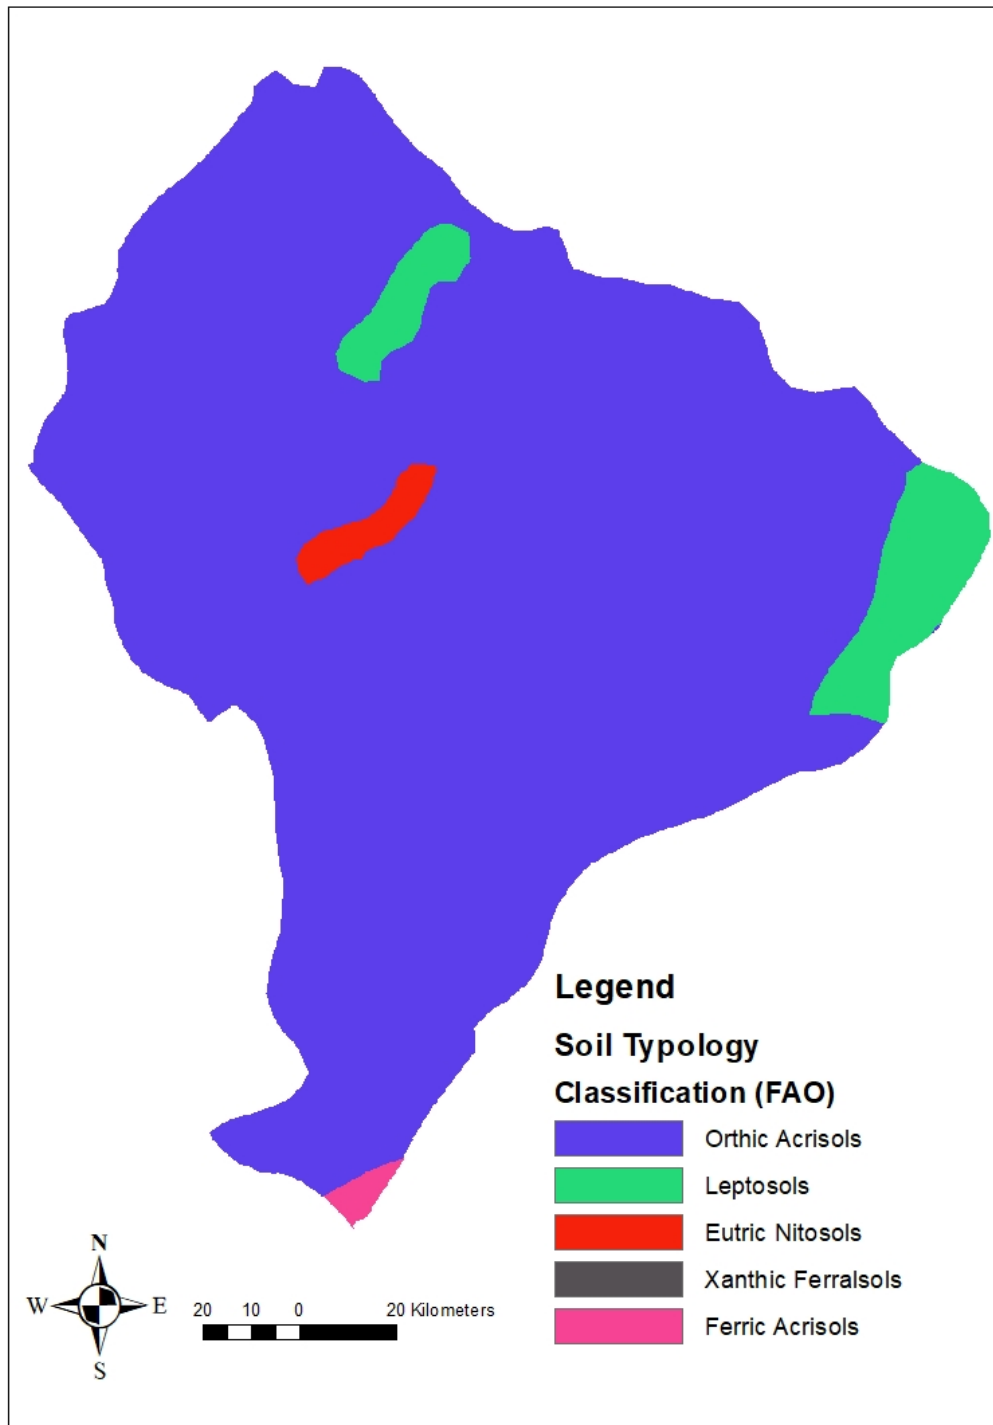 Legend
Soil Typology
Classification (FAO)
Orthic Acrisols
Leptosols
Eutric Nitosols
Xanthic Ferralsols
Ferric Acrisols
N
W E
S
20 10 0 20 Kilometers